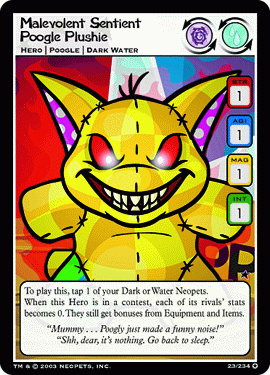 Malevolent Sentient
Poogle Plushie
Hero | Poogle | Dark Water
STR
1
AGI
1
MAG
1
INT
1
To play this, tap 1 of your Dark or Water Neopets.
When this Hero is in a contest, each of its rivals' stats
becomes 0. They still get bonuses from Equipment and Items.
"Mummy . . . Poogly just made a funny noise!"
"Shh, dear, it's nothing. Go back to sleep."
TM & © 2003 NEOPETS, INC.
23/234